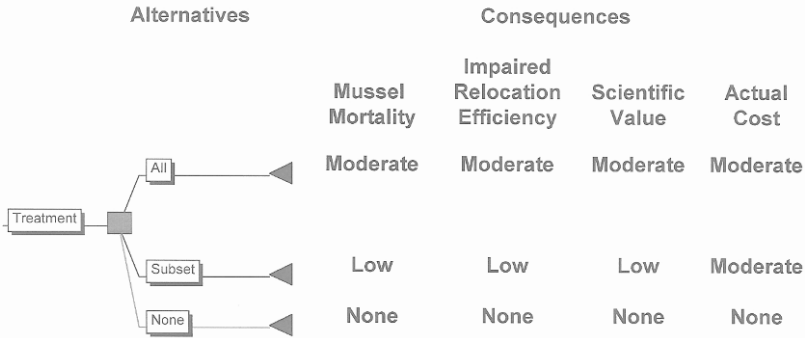 Alternatives Consequences
Impaired
Mussel Relocation Scientific Actual
Mortality Efficiency Value Cost
All Moderate Moderate Moderate Moderate
Treatment
Subset Low Low Low Moderate
None None None None None